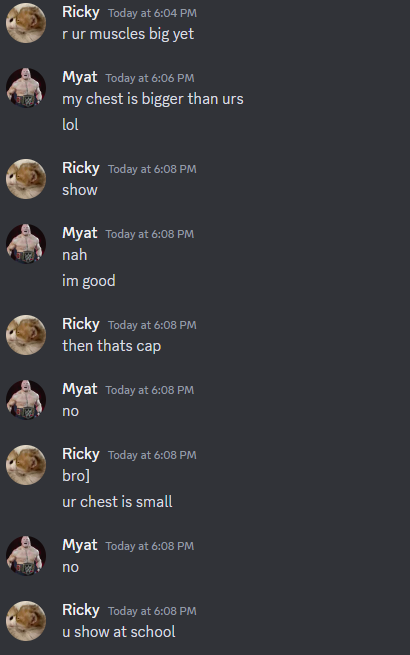 Ricky Today at 6:04 PM
r ur muscles big yet
Myat Today at 6:06 PM
my chest is bigger than urs
lol
Ricky Today at 6:08 PM
show
Myat Today at 6:08 PM
nah
im good
Ricky Today at 6:08 PM
then thats cap
Myat Today at 6:08 PM
no
Ricky Today at 6:08 PM
bro]
ur chest is small
Myat Today at 6:08 PM
no
Ricky Today at 6:08 PM
u show at school